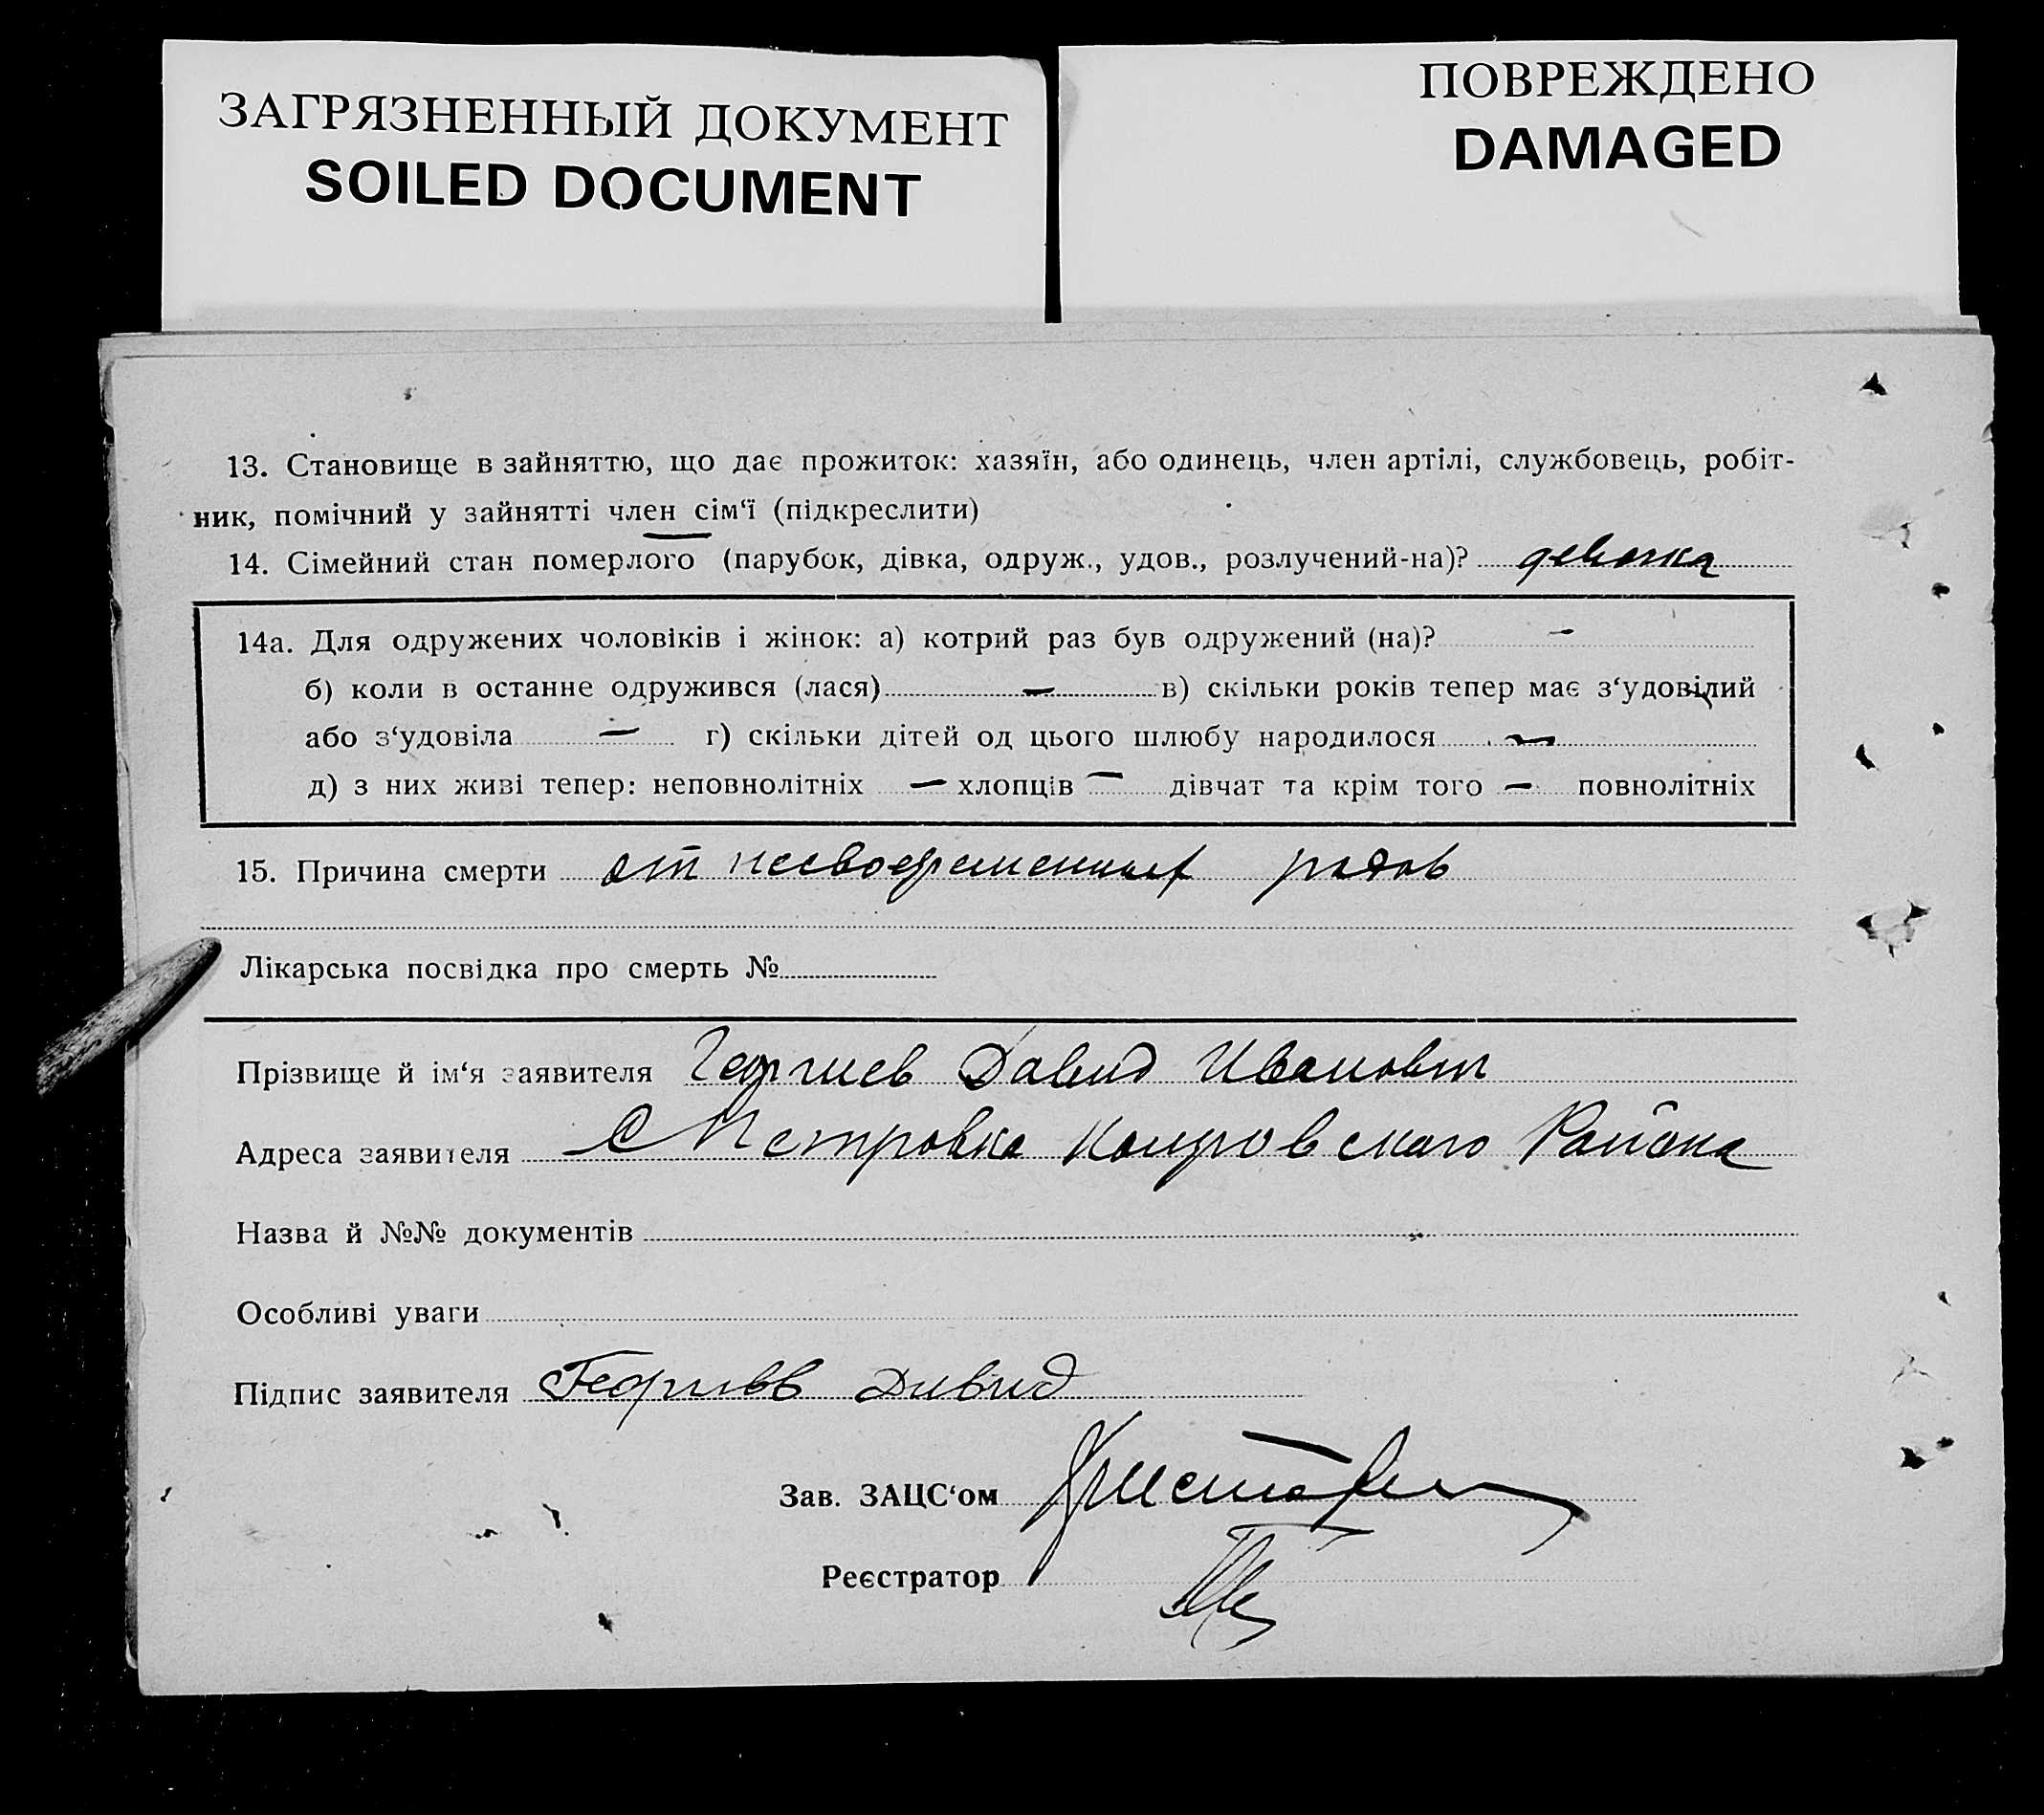 ЗАГРЯЗНЕННЫЙ ДОКУМЕНТ
SOILED DOCUMENT
ПОВРЕЖДЕНО
DAMAGED
13. Становище в зайняттю, що дає прожиток: хазяїн, або одинець, член артілі, службовець, робіт-
ник, помічний у зайнятті член сім‘ї (підкреслити)
14. Сімейний стан померлого (парубок, дівка, одруж., удов., розлучений-на)? девочка
14а. Для одружених чоловіків і жінок: а) котрий раз був одружений (на)? —
б) коли в останне одружився (лася) — в) скільки років тепер має з‘удовілий
або з‘удовіла — г) скільки дітей од цього шлюбу народилося —
д) з них живі тепер: неповнолітніх — хлопців — дівчат та крім того — повнолітніх
15. Причина смерти от несвоевременных родов
Лікарська посвідка про смерть №
Прізвище й ім‘я заявителя Георгиев Давид Иванович
Адреса заявителя с Петровка Района
Назва й №№ документів
Особливі уваги
Підпис заявителя Давид
Зав. ЗАЦС‘ом
Реєстратор